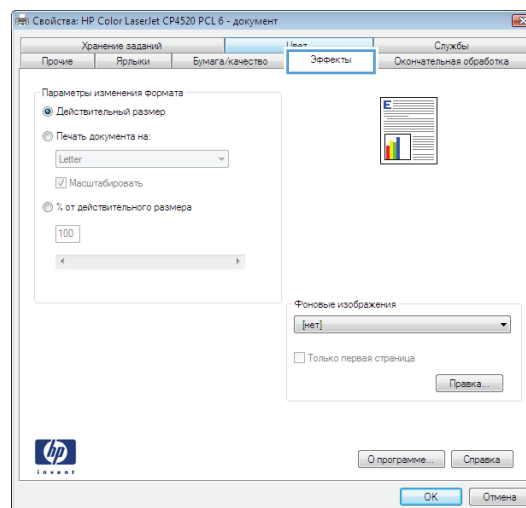 Свойства: HP Color LaserJet CP4520 PCL 6 - документ
Хранение заданий
Цвет
Службы
Прочие
Ярлыки
Бумага/качество
Эффекты
Окончательная обработка
Параметры изменения формата
Действительный размер
Печать документа на:
Letter
Масштабировать
% от действительного размера
100
E
Фоновые изображения
[нет]
Только первая страница
Правка...
hp
invent
О программе...
Справка
OK
Отмена